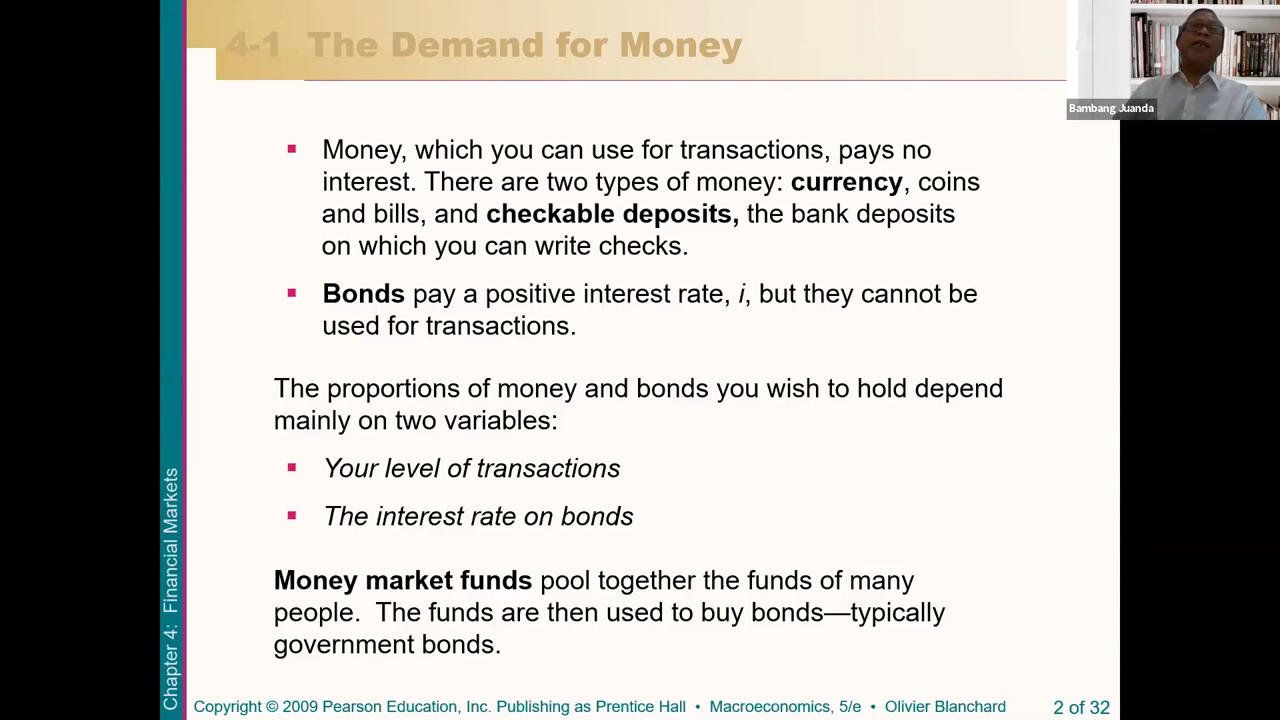 4-1 The Demand for Money
Bambang Juanda
Money, which you can use for transactions, pays no
interest. There are two types of money: currency, coins
and bills, and checkable deposits, the bank deposits
on which you can write checks.
Bonds pay a positive interest rate, i, but they cannot be
used for transactions.
The proportions of money and bonds you wish to hold depend
mainly on two variables:
Your level of transactions
The interest rate on bonds
Money market funds pool together the funds of many
people. The funds are then used to buy bonds—typically
government bonds.
Chapter 4: Financial Markets
Copyright © 2009 Pearson Education, Inc. Publishing as Prentice Hall • Macroeconomics, 5/e • Olivier Blanchard
2 of 32